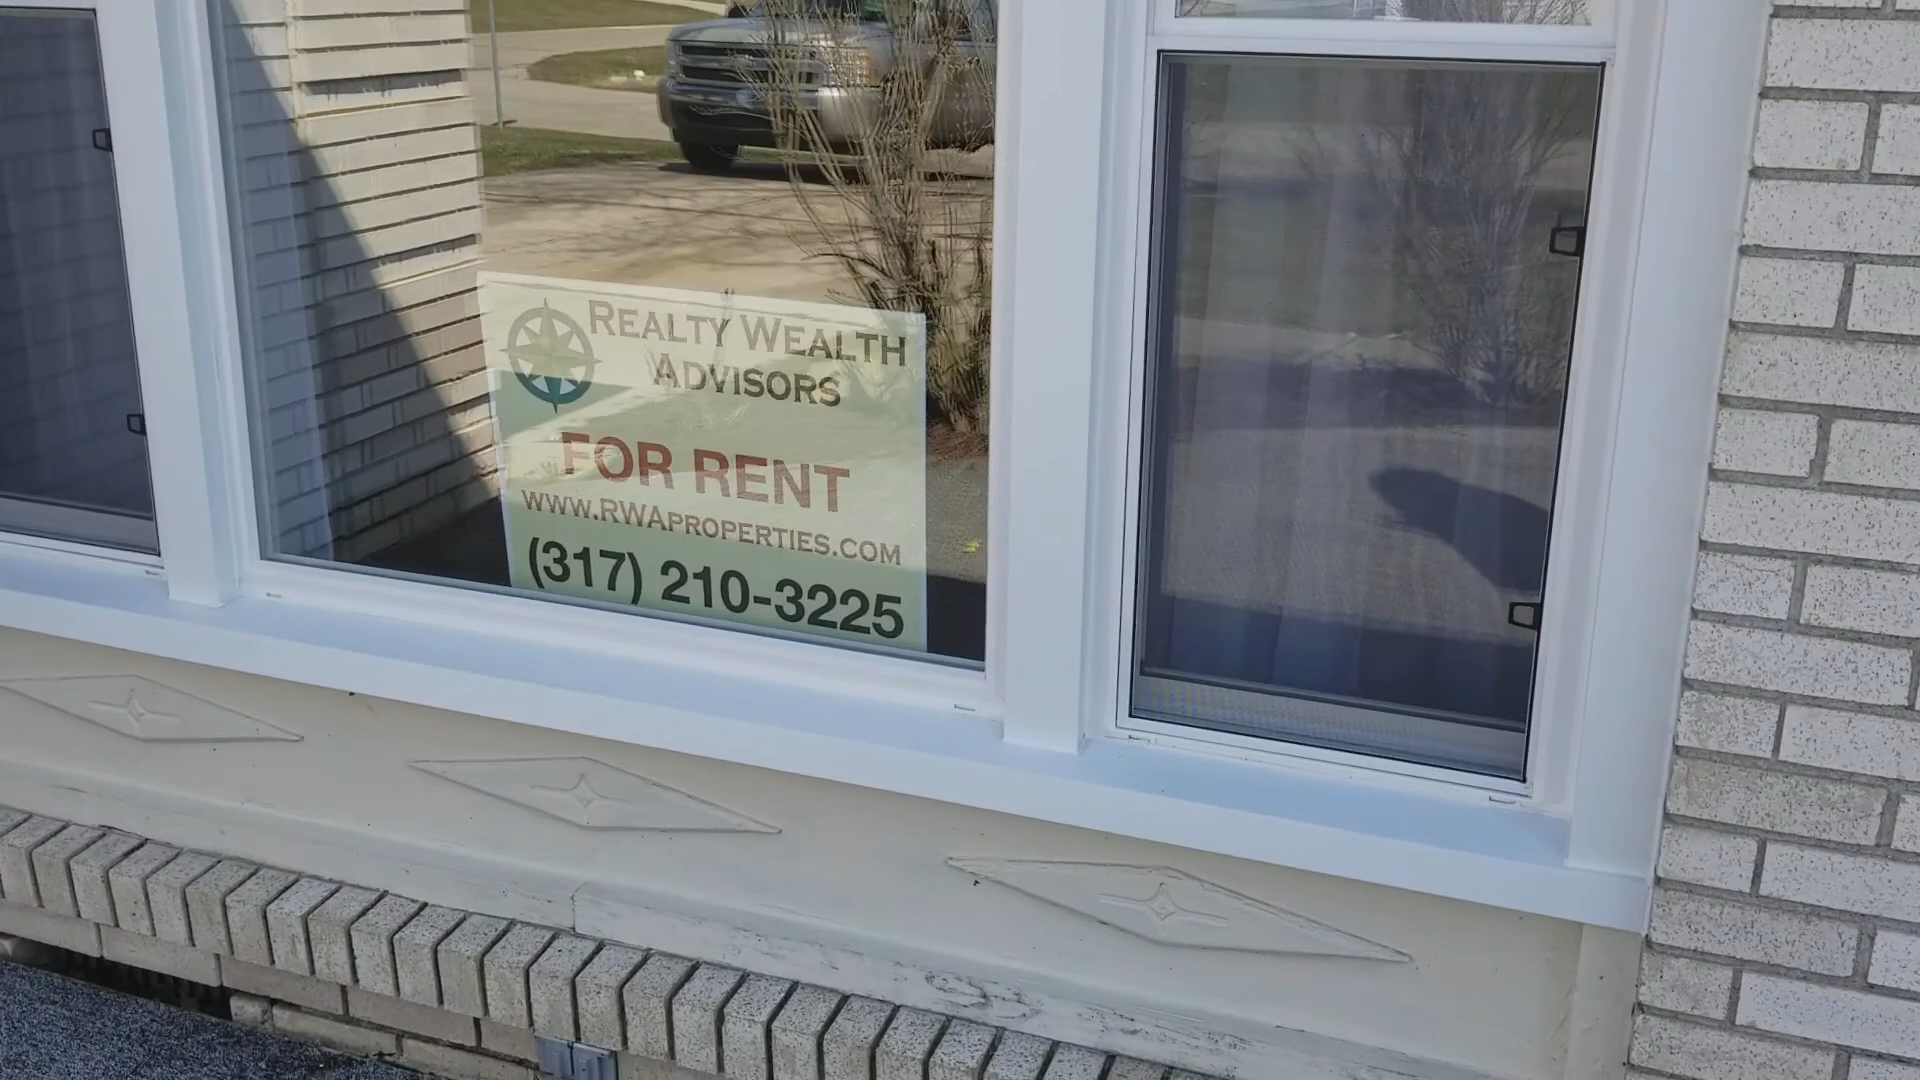 REALTY WEALTH
ADVISORS
FOR RENT
WWW.RWAPROPERTIES.COM
(317) 210-3225